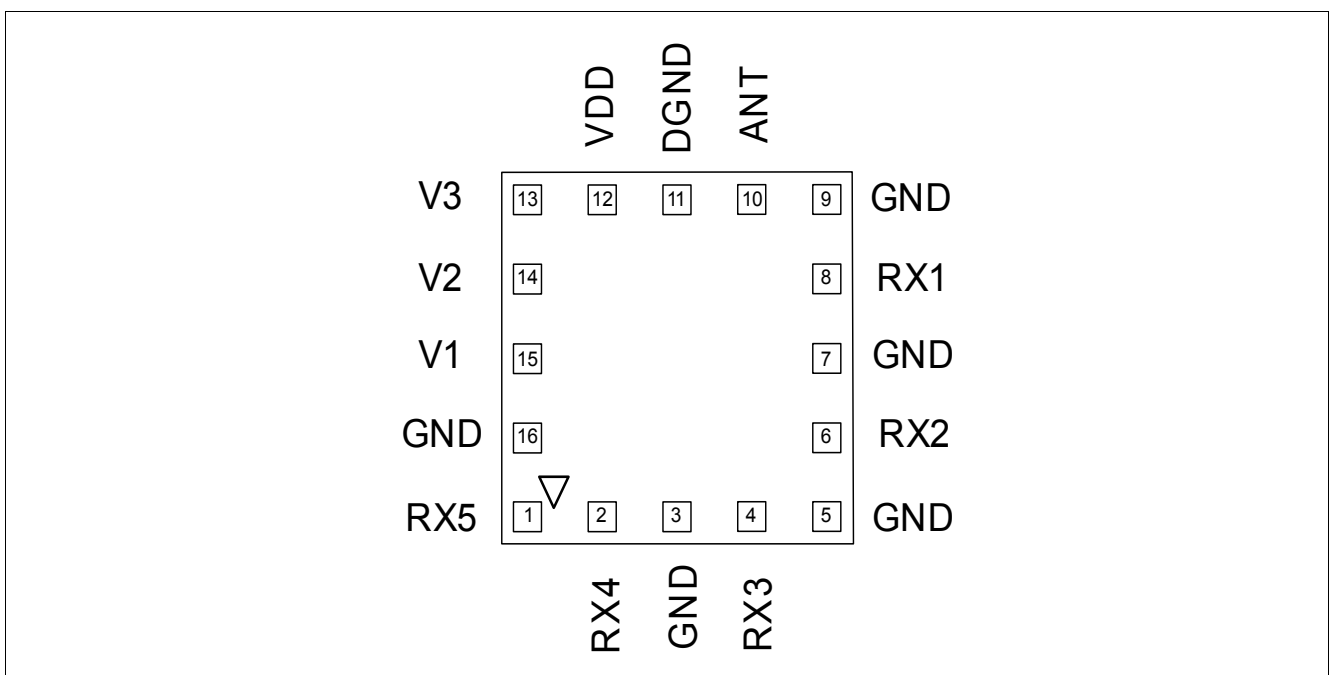 VDD DGND ANT
V3 13 12 11 10 9 GND
V2 14 8 RX1
V1 15 7 GND
GND 16 6 RX2
RX5 1 2 3 4 5 GND
RX4 GND RX3